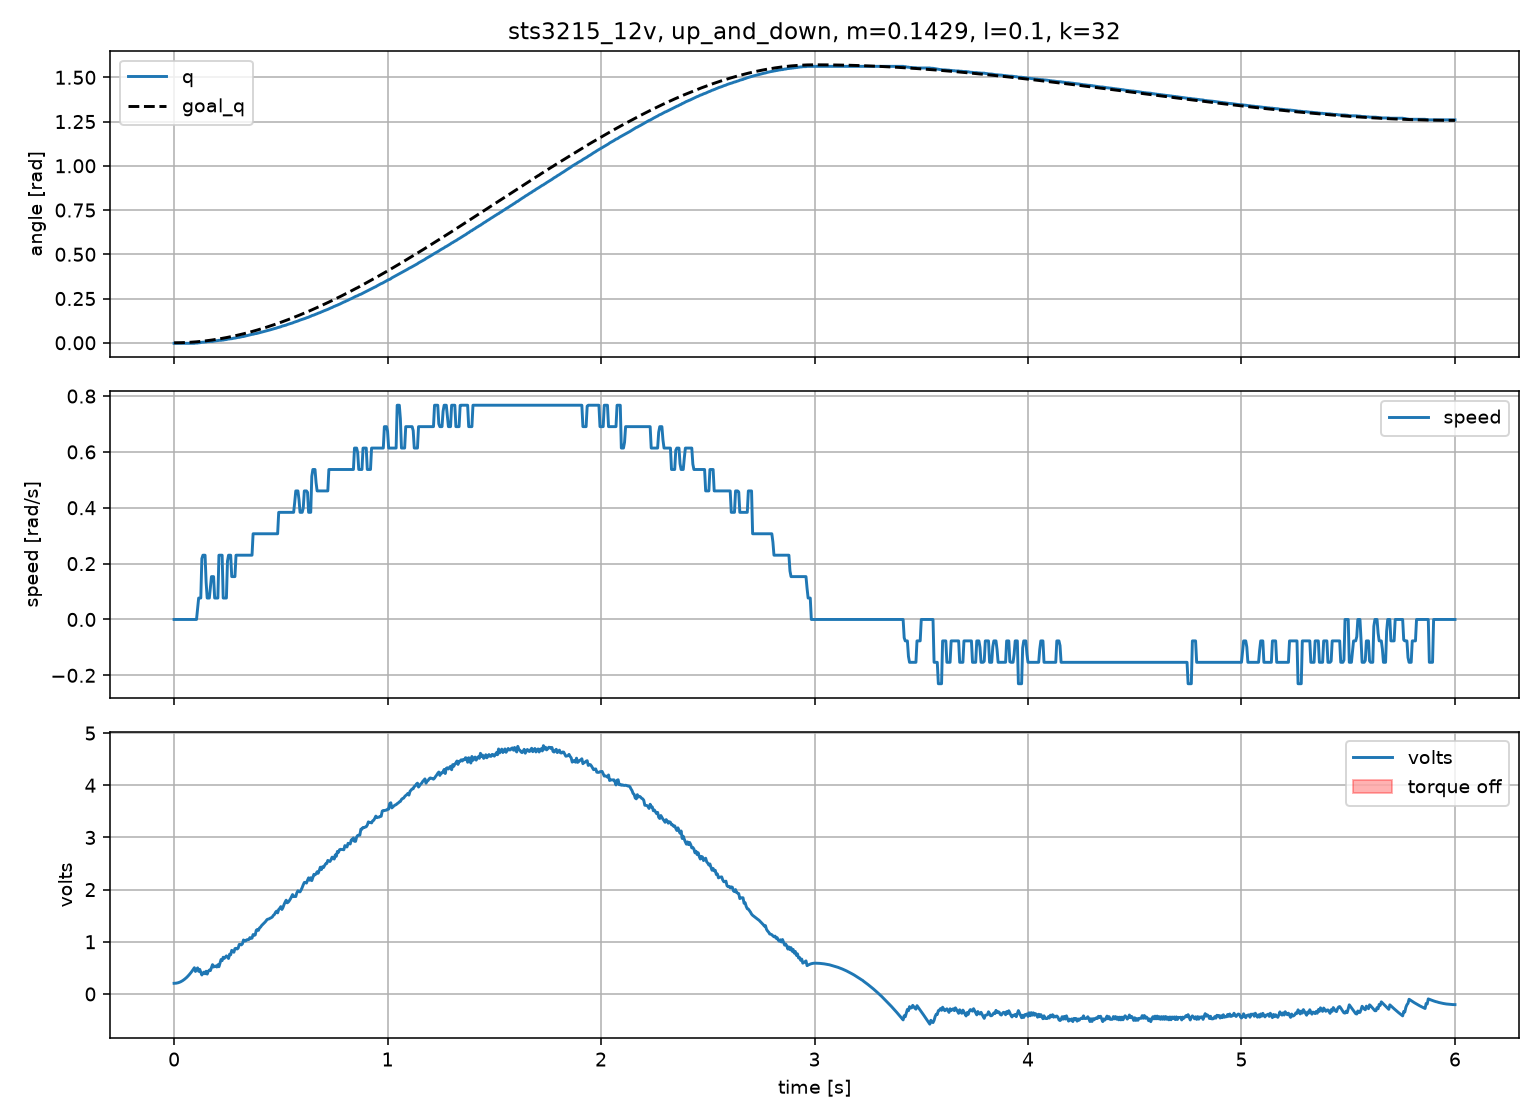 sts3215_12v, up_and_down, m=0.1429, l=0.1, k=32
1.50
1.25
1.00
0.75
0.50
0.25
0.00
angle [rad]
q
goal_q
0.8
0.6
0.4
0.2
0.0
−0.2
speed [rad/s]
speed
5
4
3
2
1
0
volts
volts
torque off
0 1 2 3 4 5 6
time [s]